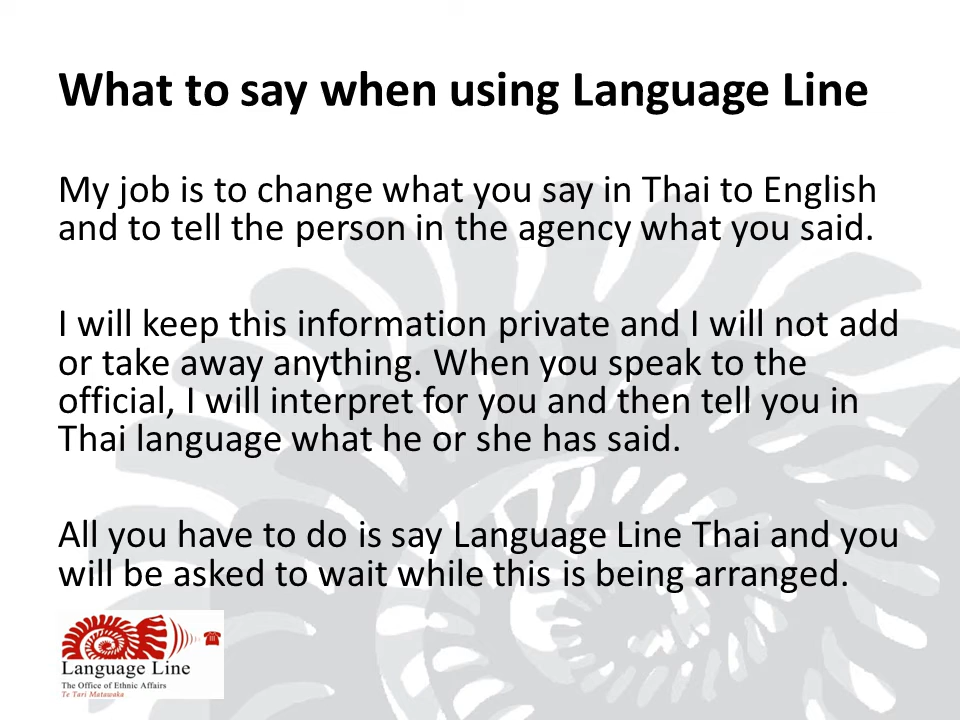 What to say when using Language Line
My job is to change what you say in Thai to English
and to tell the person in the agency what you said.
I will keep this information private and I will not add
or take away anything. When you speak to the
official, I will interpret for you and then tell you in
Thai language what he or she has said.
All you have to do is say Language Line Thai and you
will be asked to wait while this is being arranged.
Language Line
The Office of Ethnic Affairs
Te Tari Matawaka